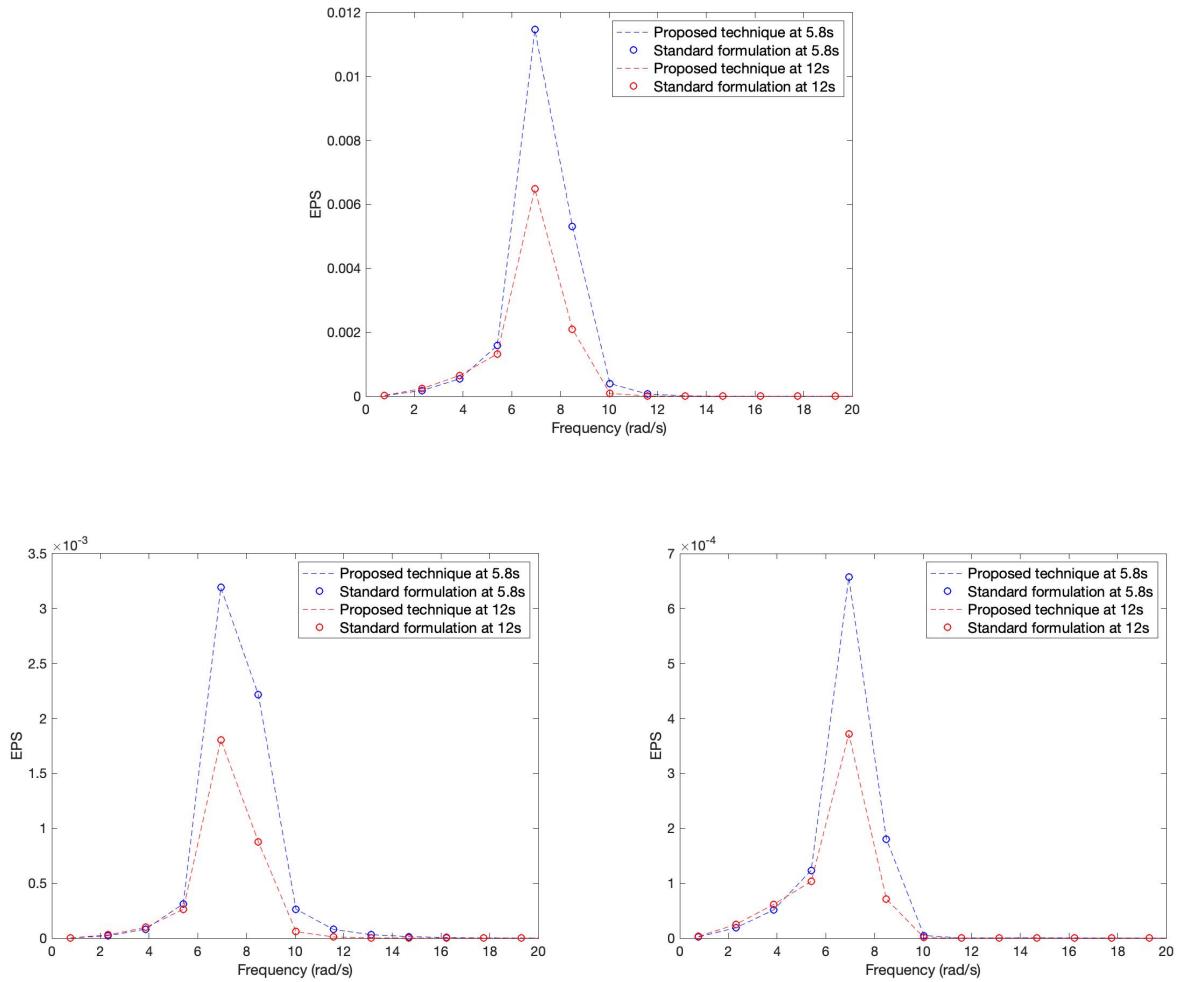 0.012
0.01
0.008
0.006
0.004
0.002
0
EPS
0 2 4 6 8 10 12 14 16 18 20
Frequency (rad/s)
Proposed technique at 5.8s
Standard formulation at 5.8s
Proposed technique at 12s
Standard formulation at 12s
×10⁻³
3.5
3
2.5
2
1.5
1
0.5
0
EPS
0 2 4 6 8 10 12 14 16 18 20
Frequency (rad/s)
Proposed technique at 5.8s
Standard formulation at 5.8s
Proposed technique at 12s
Standard formulation at 12s
×10⁻⁴
7
6
5
4
3
2
1
0
EPS
0 2 4 6 8 10 12 14 16 18 20
Frequency (rad/s)
Proposed technique at 5.8s
Standard formulation at 5.8s
Proposed technique at 12s
Standard formulation at 12s